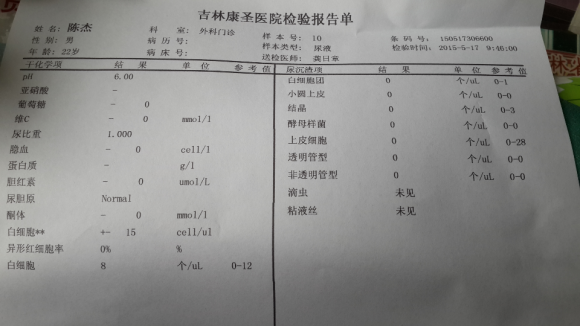 吉林康圣医院检验报告单
姓 名: 陈杰 科 室: 外科门诊 样 本 号: 10 条 码 号: 150517306600
性 别: 男 病 历 号: 样本类型: 尿液 检验时间: 2015-5-17 9:46:00
年 龄: 22岁 病 床 号: 送检医师:
干化学项 结 果 单 位 参 考 值 尿沉渣项 结 果 单 位 参 考 值
pH 6.00 白细胞团 0 个/uL 0-1
亚硝酸 - 小圆上皮 0 个/uL 0-0
葡萄糖 - 0 结晶 0 个/uL 0-3
维C - 0 mmol/l 酵母样菌 0 个/uL 0-0
尿比重 1.000 上皮细胞 0 个/uL 0-28
隐血 - 0 cell/l 透明管型 0 个/uL 0-0
蛋白质 - g/l 非透明管型 0 个/uL 0-0
胆红素 - 0 umol/L 滴虫 未见
尿胆原 Normal 粘液丝 未见
酮体 - 0 mmol/l
白细胞** +- 15 cell/ul
异形红细胞率 0% %
白细胞 8 个/uL 0-12